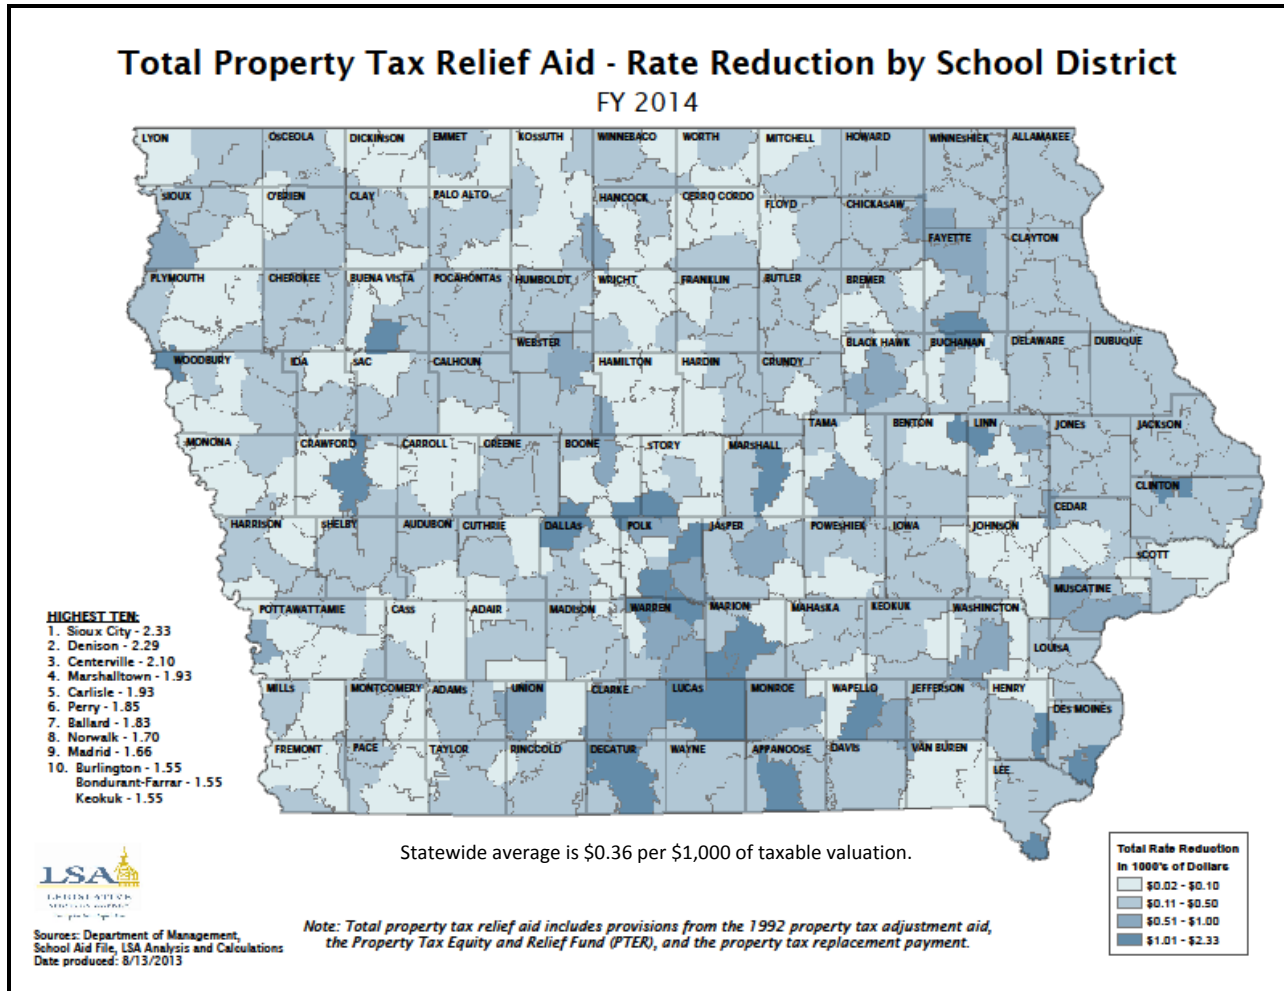 Total Property Tax Relief Aid - Rate Reduction by School District
FY 2014
LYON OSCEOLA DICKINSON EMMET KOSSUTH WINNEBAGO WORTH MITCHELL HOWARD WINNESHIEK ALLAMAKEE
SIOUX O'BRIEN CLAY PALO ALTO HANCOCK CERRO GORDO FLOYD CHICKASAW
FAYETTE CLAYTON
PLYMOUTH CHEROKEE BUENA VISTA POCAHONTAS HUMBOLDT WRIGHT FRANKLIN BUTLER BREMER
WEBSTER BLACK HAWK BUCHANAN DELAWARE DUBUQUE
WOODBURY IDA SAC CALHOUN HAMILTON HARDIN GRUNDY
TAMA BENTON LINN JONES JACKSON
MONONA CRAWFORD CARROLL GREENE BOONE STORY MARSHALL
CLINTON
CEDAR
HARRISON SHELBY AUDUBON GUTHRIE DALLAS POLK JASPER POWESHIEK IOWA JOHNSON
SCOTT
MUSCATINE
POTTAWATTAMIE CASS ADAIR MADISON WARREN MARION MAHASKA KEOKUK WASHINGTON
LOUISA
MILLS MONTGOMERY ADAMS UNION CLARKE LUCAS MONROE WAPELLO JEFFERSON HENRY
DES MOINES
FREMONT PAGE TAYLOR RINGGOLD DECATUR WAYNE APPANOOSE DAVIS VAN BUREN
LEE
HIGHEST TEN:
1. Sioux City - 2.33
2. Denison - 2.29
3. Centerville - 2.10
4. Marshalltown - 1.93
5. Carlisle - 1.93
6. Perry - 1.85
7. Ballard - 1.83
8. Norwalk - 1.70
9. Madrid - 1.66
10. Burlington - 1.55
Bondurant-Farrar - 1.55
Keokuk - 1.55
Statewide average is $0.36 per $1,000 of taxable valuation.
Total Rate Reduction
In 1000's of Dollars
$0.02 - $0.10
$0.11 - $0.50
$0.51 - $1.00
$1.01 - $2.33
LSA
LEGISLATIVE
Note: Total property tax relief aid includes provisions from the 1992 property tax adjustment aid,
the Property Tax Equity and Relief Fund (PTER), and the property tax replacement payment.
Sources: Department of Management,
School Aid File, LSA Analysis and Calculations
Date produced: 8/13/2013